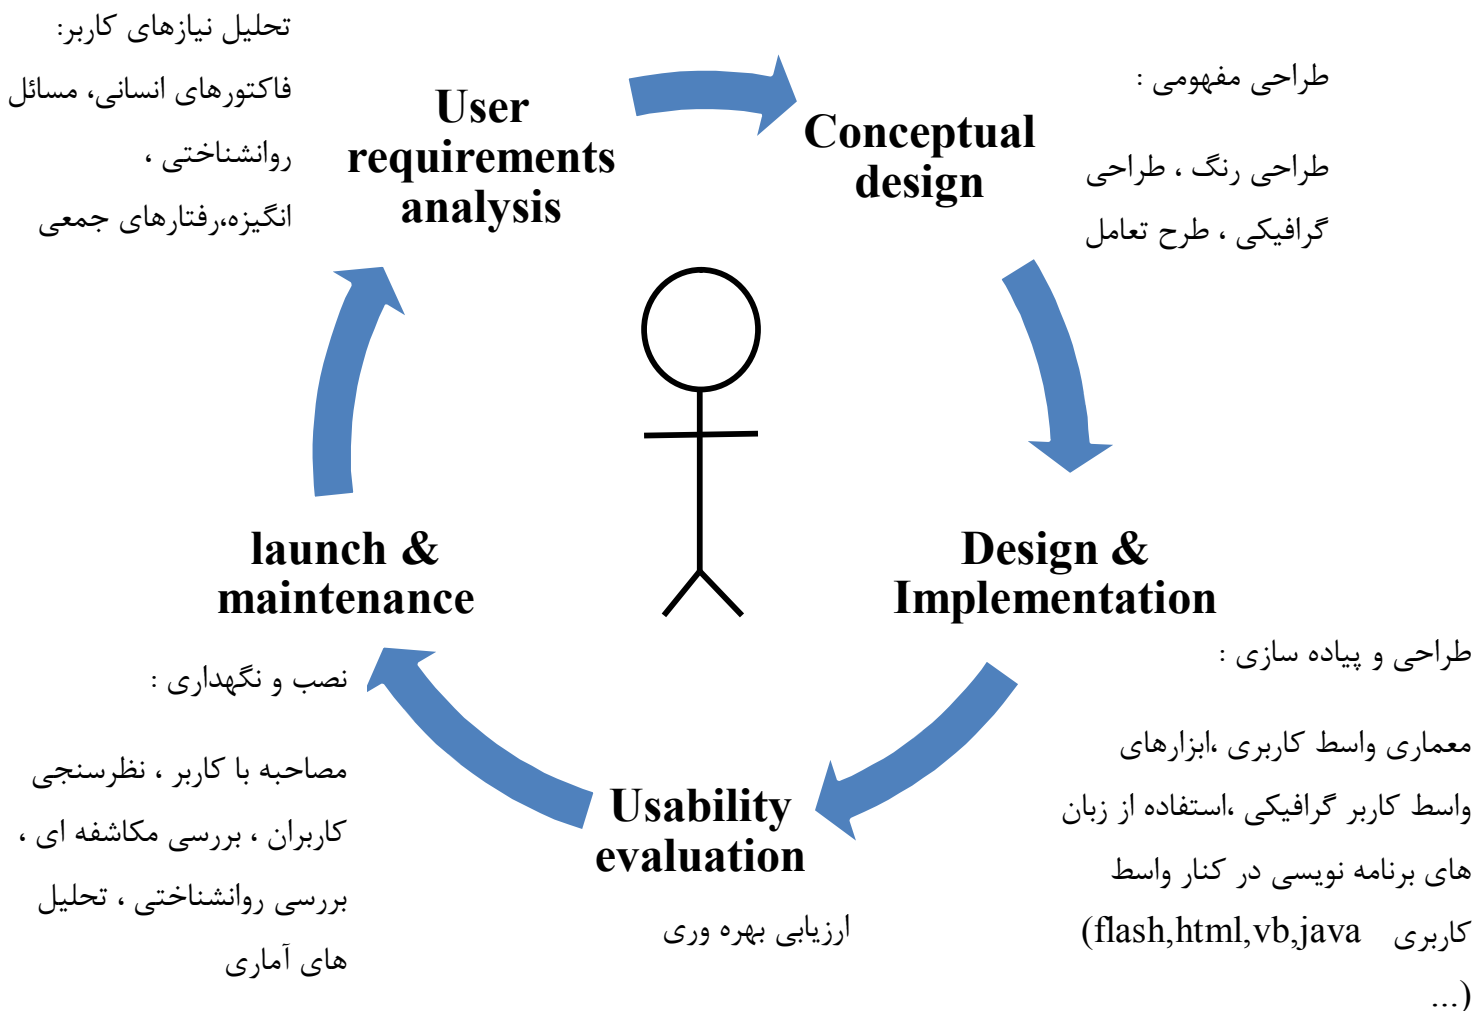 تحلیل نیازهای کاربر:
فاکتورهای انسانی، مسائل
روانشناختی ،
انگیزه،رفتارهای جمعی
User
requirements
analysis
Conceptual
design
طراحی مفهومی :
طراحی رنگ ، طراحی
گرافیکی ، طرح تعامل
Design &
Implementation
طراحی و پیاده سازی :
معماری واسط کاربری ،ابزارهای
واسط کاربر گرافیکی ،استفاده از زبان
های برنامه نویسی در کنار واسط
کاربری (flash,html,vb,java
...)
Usability
evaluation
ارزیابی بهره وری
launch &
maintenance
نصب و نگهداری :
مصاحبه با کاربر ، نظرسنجی
کاربران ، بررسی مکاشفه ای ،
بررسی روانشناختی ، تحلیل
های آماری